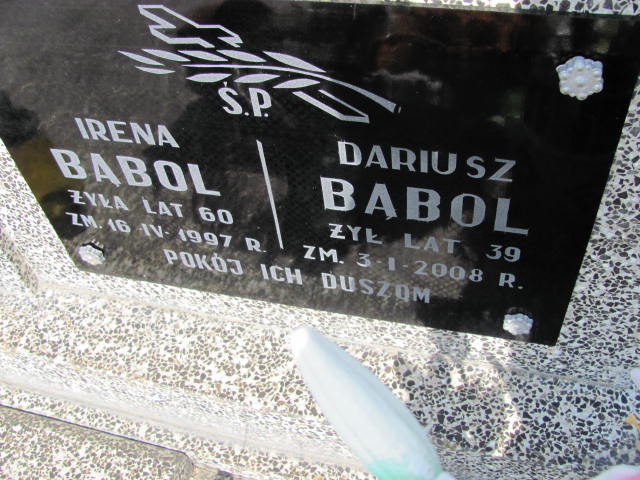 Ś.P.
IRENA
BĄBOL
ŻYŁA LAT 60
ZM. 16 IV 1997 R.
DARIUSZ
BĄBOL
ŻYŁ LAT 39
ZM. 3-I-2008 R.
POKÓJ ICH DUSZOM